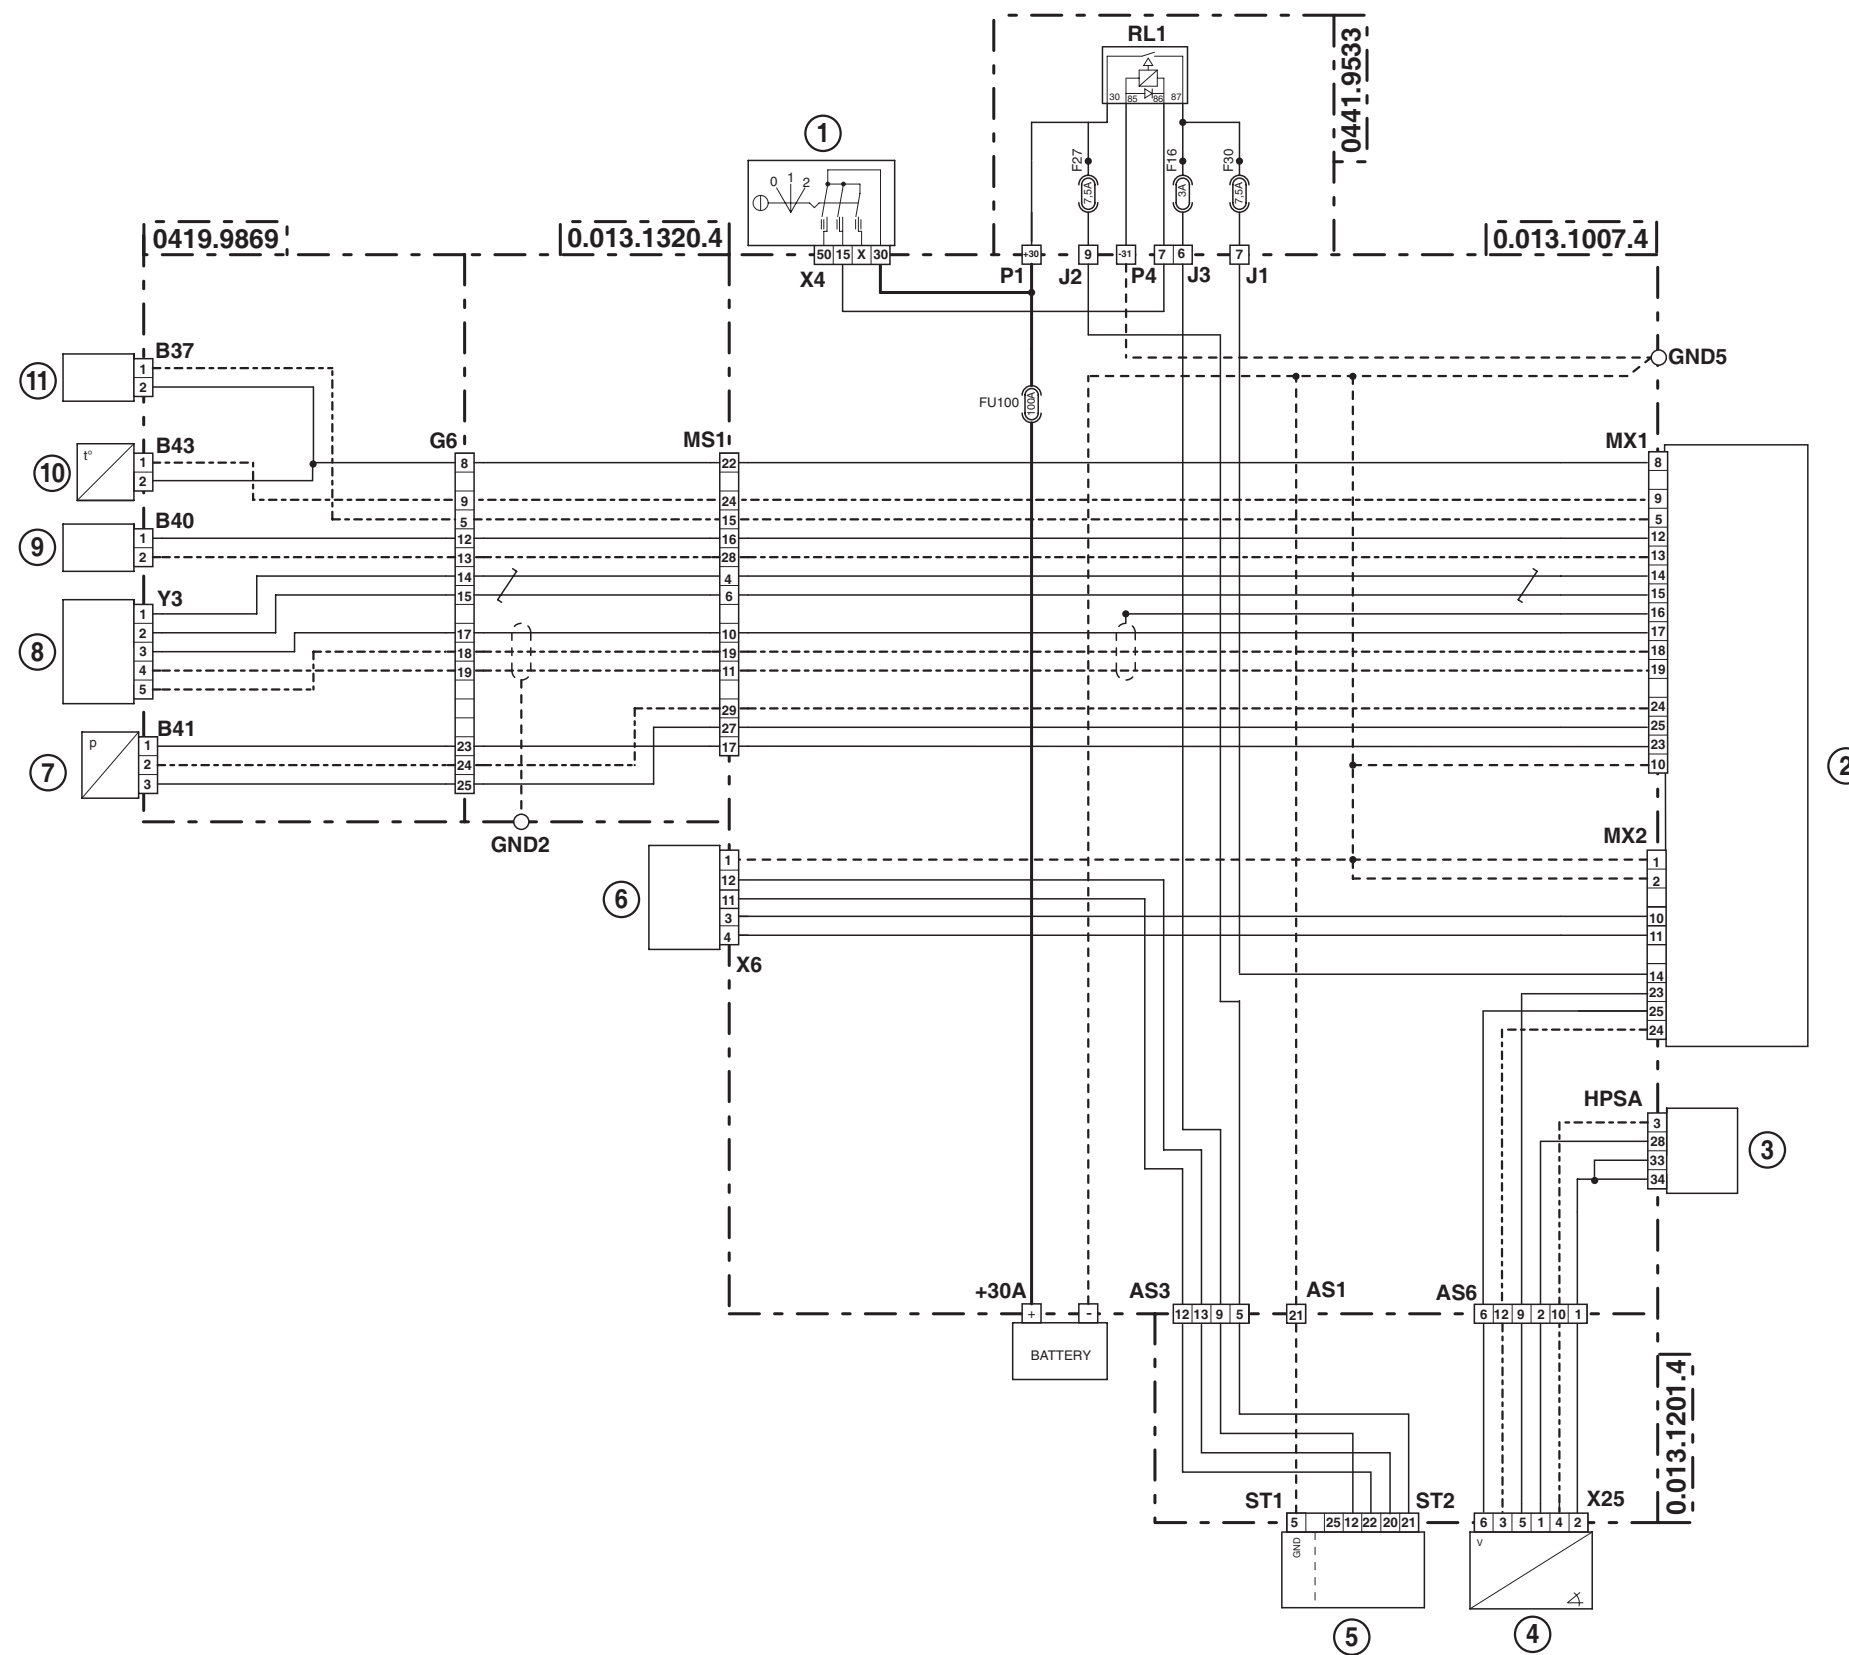 RL1
0441.9533
30 85 86 87
1
F27 F16 F30
7,5A 3A 7,5A
0 1 2
0419.9869
0.013.1320.4
0.013.1007.4
50 15 X 30
+30 9 -31 7 6 7
X4 P1 J2 P4 J3 J1
GND5
B37
11
1
2
FU100
100A
B43
10
t°
1
2
G6
MS1
MX1
8 22 8
9 24 9
5 15 5
B40
9
1
2
12 16 12
13 28 13
14 4 14
15 6 15
16
Y3
8
1
2
3
4
5
17 10 17
18 19 18
19 11 19
29 24
27 25
17 23
10
B41
7
p
1
2
3
23
24
25
2
GND2
MX2
6
1
12
11
3
4
X6
1
2
10
11
14
23
25
24
HPSA
3
28
33
34
3
+30A AS3 AS1 AS6
+ -
12 13 9 5
21
6 12 9 2 10 1
BATTERY
0.013.1201.4
ST1 ST2 X25
5 25 12 22 20 21
6 3 5 1 4 2
GND
V
5
4